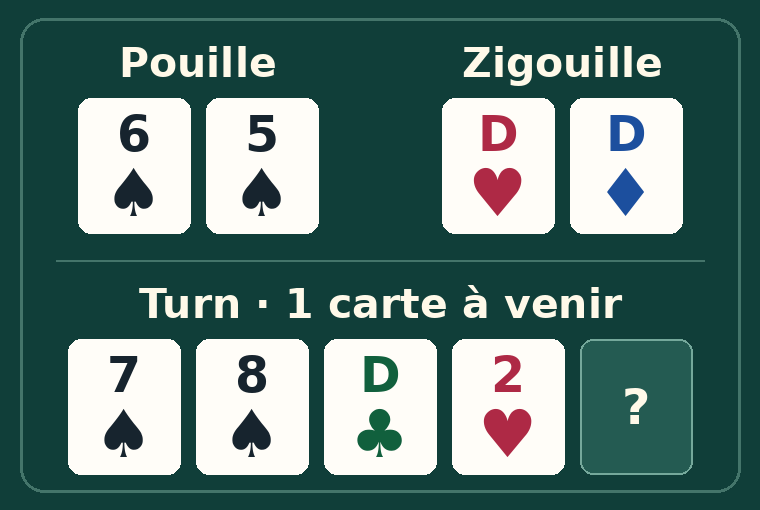 Pouille Zigouille
6 5 D D
♠ ♠ ♥ ♦
Turn · 1 carte à venir
7 8 D 2 ?
♠ ♠ ♣ ♥